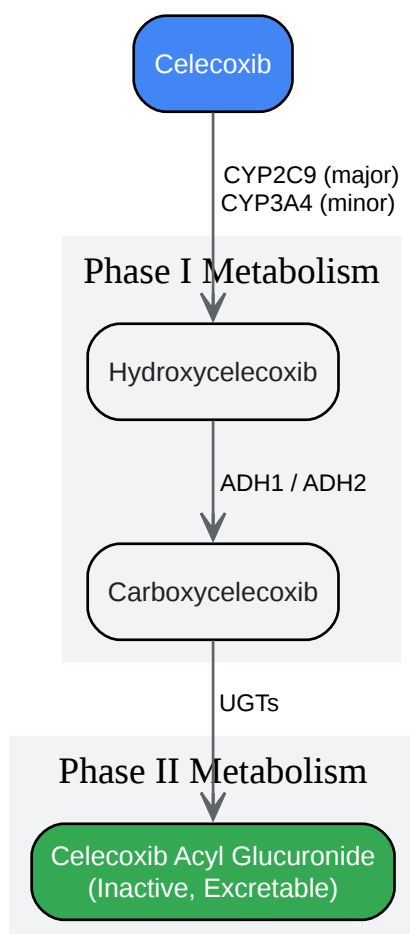 Celecoxib
CYP2C9 (major)
CYP3A4 (minor)
Phase I Metabolism
Hydroxycelecoxib
ADH1 / ADH2
Carboxycelecoxib
UGTs
Phase II Metabolism
Celecoxib Acyl Glucuronide
(Inactive, Excretable)